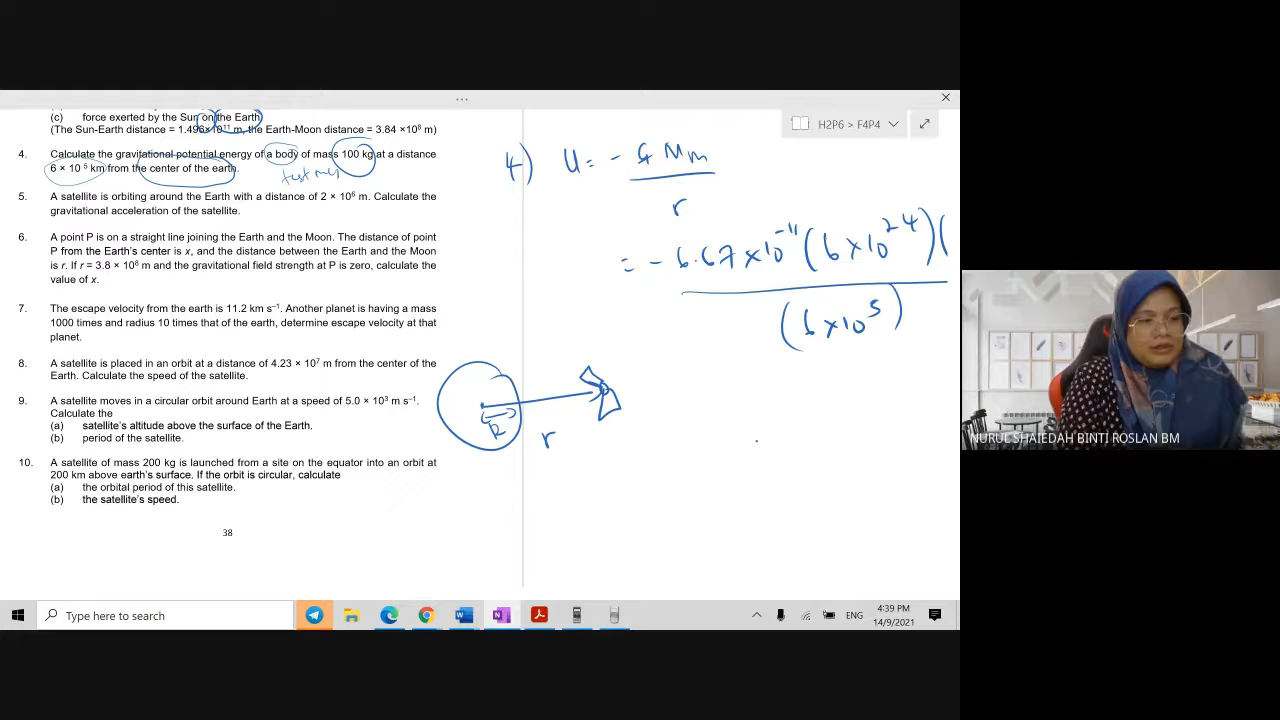 (c) force exerted by the Sun on the Earth
(The Sun-Earth distance = 1.496×10¹¹ m, the Earth-Moon distance = 3.84 ×10⁸ m)
4. Calculate the gravitational potential energy of a body of mass 100 kg at a distance
6 × 10 ⁵ km from the center of the earth.
test mass
5. A satellite is orbiting around the Earth with a distance of 2 × 10⁶ m. Calculate the
gravitational acceleration of the satellite.
6. A point P is on a straight line joining the Earth and the Moon. The distance of point
P from the Earth's center is x, and the distance between the Earth and the Moon
is r. If r = 3.8 × 10⁸ m and the gravitational field strength at P is zero, calculate the
value of x.
7. The escape velocity from the earth is 11.2 km s⁻¹. Another planet is having a mass
1000 times and radius 10 times that of the earth, determine escape velocity at that
planet.
8. A satellite is placed in an orbit at a distance of 4.23 × 10⁷ m from the center of the
Earth. Calculate the speed of the satellite.
9. A satellite moves in a circular orbit around Earth at a speed of 5.0 × 10³ m s⁻¹.
Calculate the
(a) satellite's altitude above the surface of the Earth.
(b) period of the satellite.
10. A satellite of mass 200 kg is launched from a site on the equator into an orbit at
200 km above earth's surface. If the orbit is circular, calculate
(a) the orbital period of this satellite.
(b) the satellite's speed.
38
H2P6 > F4P4
4) U = - G M m
r
= - 6.67 × 10⁻¹¹ (6 × 10²⁴) (
(6 × 10⁵)
R
r
NURUL SHAIEDAH BINTI ROSLAN BM
Type here to search
ENG
4:39 PM
14/9/2021